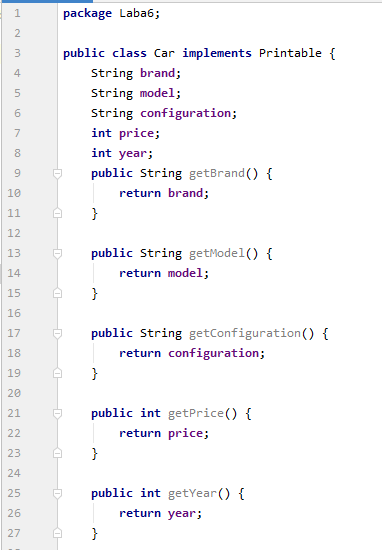 1 package Laba6;
2
3 public class Car implements Printable {
4 String brand;
5 String model;
6 String configuration;
7 int price;
8 int year;
9 public String getBrand() {
10 return brand;
11 }
12
13 public String getModel() {
14 return model;
15 }
16
17 public String getConfiguration() {
18 return configuration;
19 }
20
21 public int getPrice() {
22 return price;
23 }
24
25 public int getYear() {
26 return year;
27 }